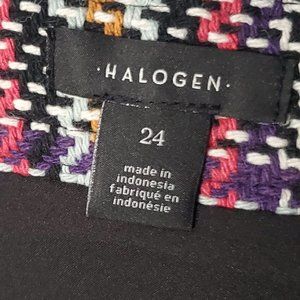 · HALOGEN ·
24
made in
indonesia
fabriqué en
indonésie